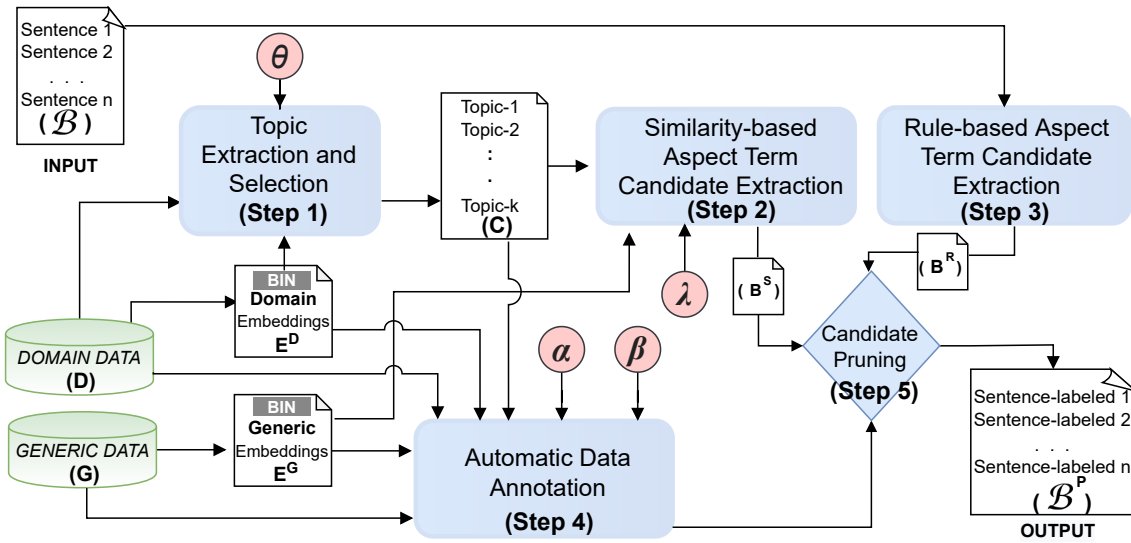 Sentence 1
Sentence 2
. . .
Sentence n
( ℬ )
INPUT
θ
Topic
Extraction and
Selection
(Step 1)
Topic-1
Topic-2
:
.
Topic-k
(C)
Similarity-based
Aspect Term
Candidate Extraction
(Step 2)
Rule-based Aspect
Term Candidate
Extraction
(Step 3)
BIN
Domain
Embeddings
E^D
λ
( B^S )
( B^R )
DOMAIN DATA
(D)
α
β
Candidate
Pruning
(Step 5)
BIN
Generic
Embeddings
E^G
GENERIC DATA
(G)
Automatic Data
Annotation
(Step 4)
Sentence-labeled 1
Sentence-labeled 2
. . .
Sentence-labeled n
( ℬ^P )
OUTPUT